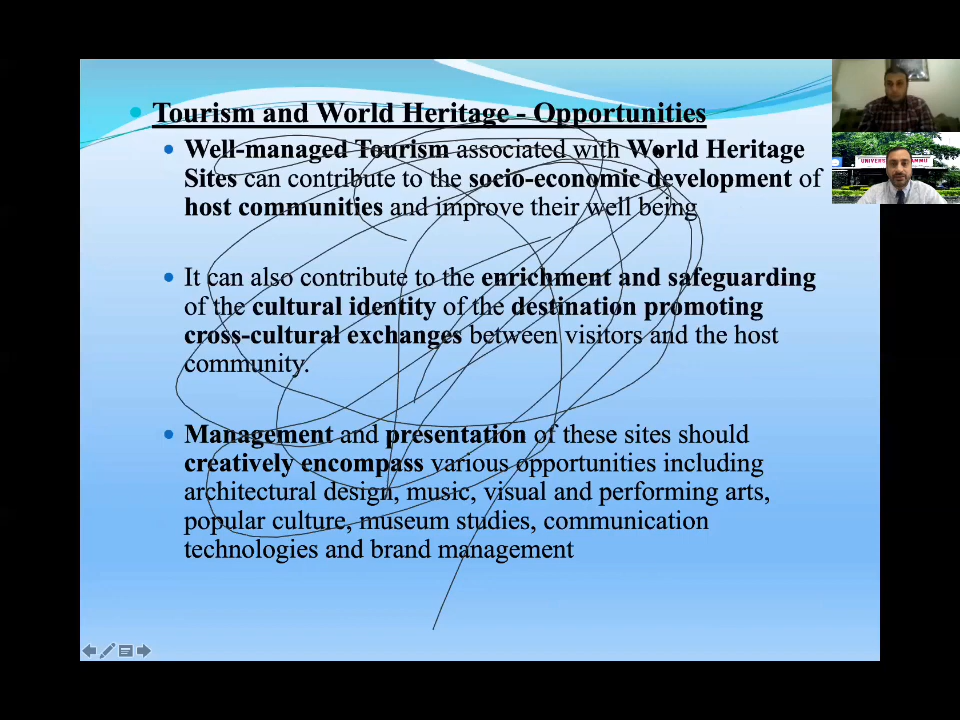 Tourism and World Heritage - Opportunities
Well-managed Tourism associated with World Heritage
Sites can contribute to the socio-economic development of
host communities and improve their well being
It can also contribute to the enrichment and safeguarding
of the cultural identity of the destination promoting
cross-cultural exchanges between visitors and the host
community.
Management and presentation of these sites should
creatively encompass various opportunities including
architectural design, music, visual and performing arts,
popular culture, museum studies, communication
technologies and brand management